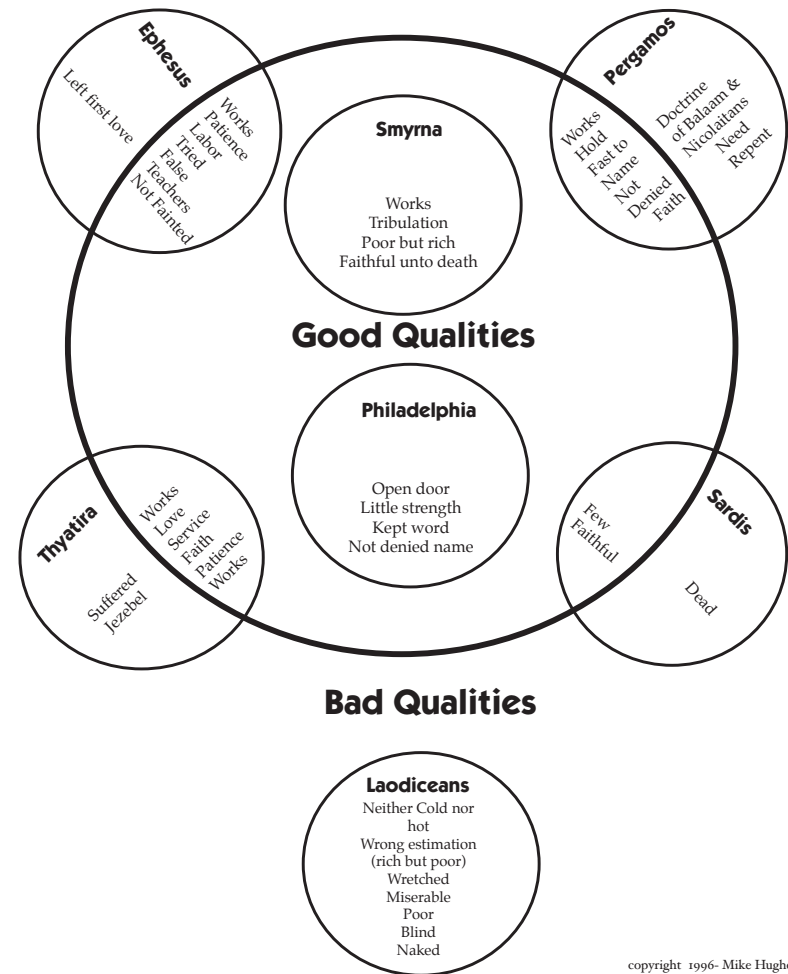 Ephesus
Left first love
Works
Patience
Labor
Tried
False
Teachers
Not Fainted
Smyrna
Works
Tribulation
Poor but rich
Faithful unto death
Pergamos
Works
Hold
Fast to
Name
Not
Denied
Faith
Doctrine
of Balaam &
Nicolaitans
Need
Repent
Good Qualities
Philadelphia
Open door
Little strength
Kept word
Not denied name
Thyatira
Suffered
Jezebel
Works
Love
Service
Faith
Patience
Works
Sardis
Few
Faithful
Dead
Bad Qualities
Laodiceans
Neither Cold nor
hot
Wrong estimation
(rich but poor)
Wretched
Miserable
Poor
Blind
Naked
copyright 1996- Mike